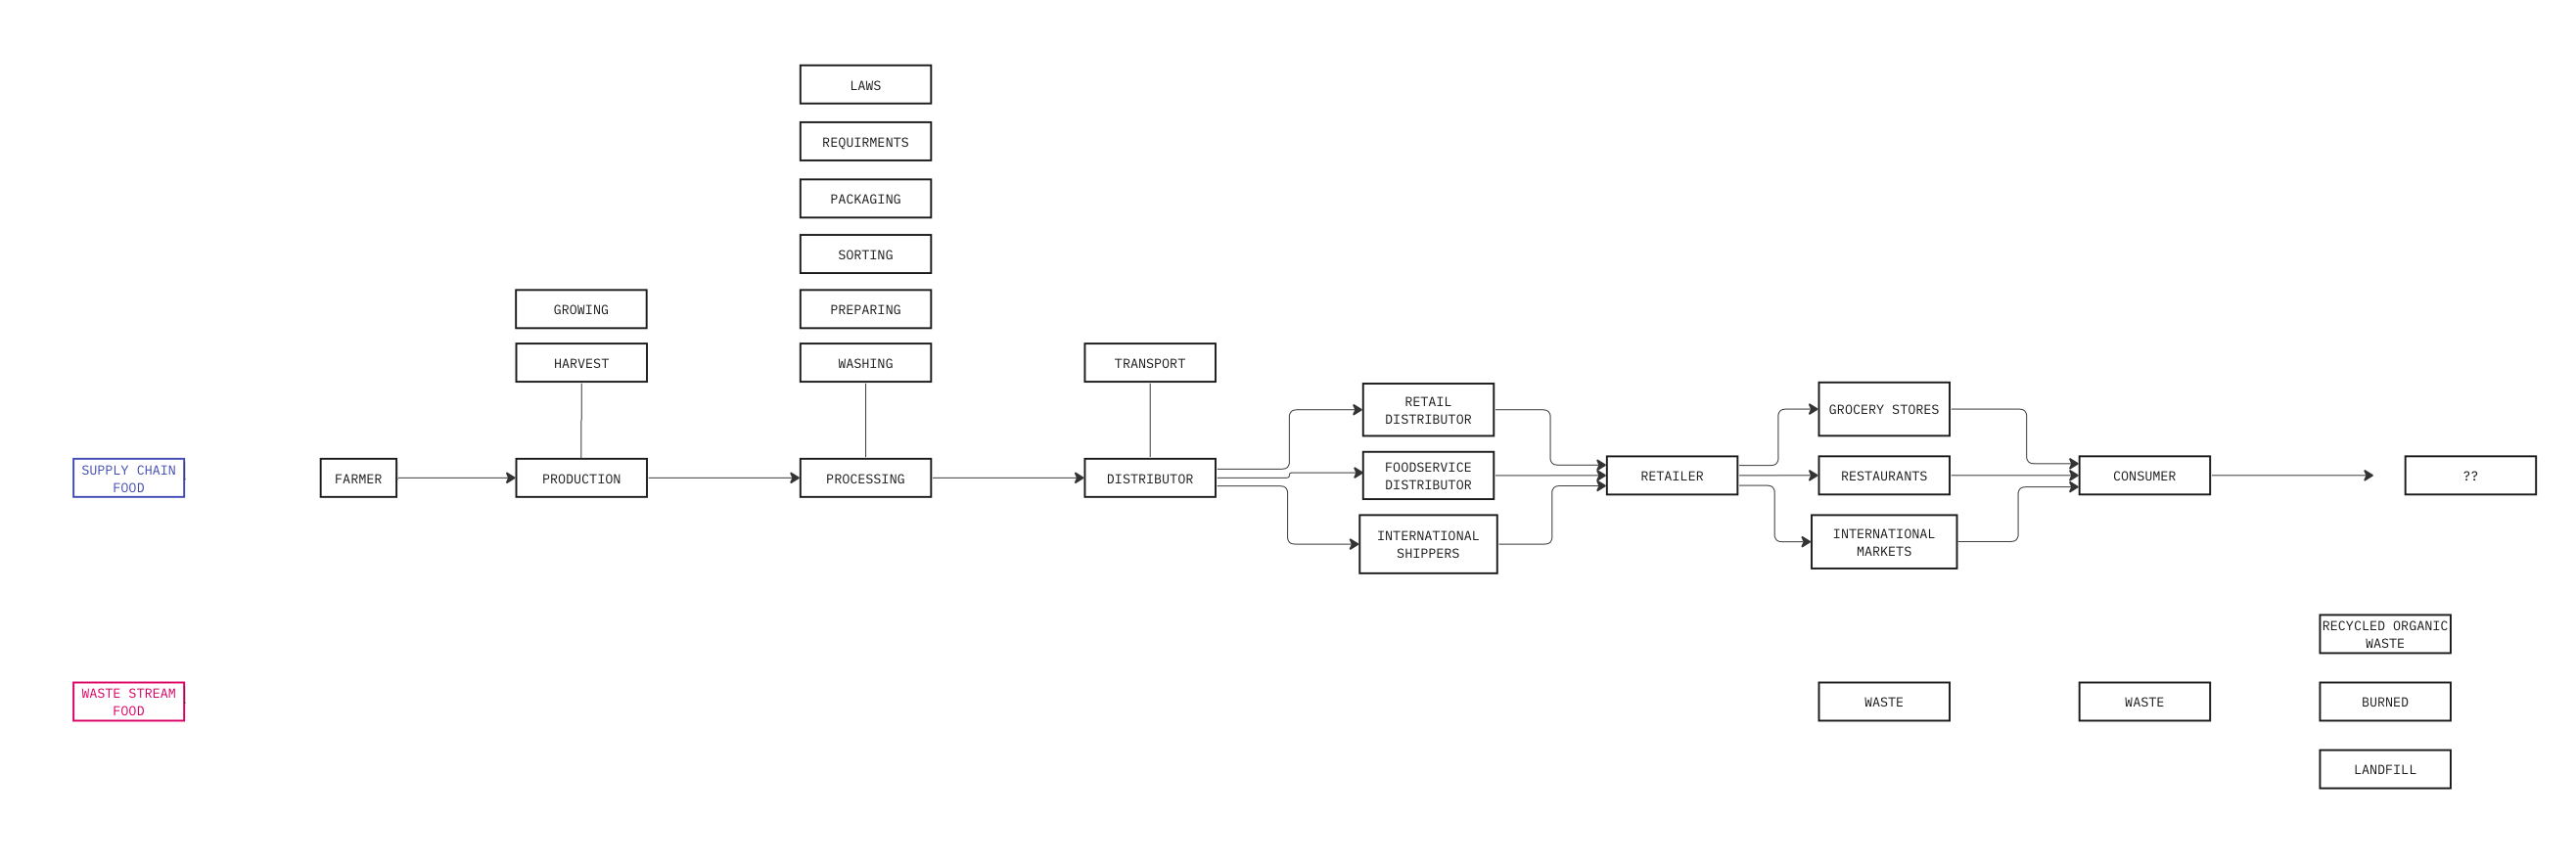 LAWS
REQUIRMENTS
PACKAGING
SORTING
GROWING
PREPARING
HARVEST
WASHING
TRANSPORT
RETAIL
DISTRIBUTOR
GROCERY STORES
SUPPLY CHAIN
FOOD
FARMER
PRODUCTION
PROCESSING
DISTRIBUTOR
FOODSERVICE
DISTRIBUTOR
RETAILER
RESTAURANTS
CONSUMER
??
INTERNATIONAL
SHIPPERS
INTERNATIONAL
MARKETS
RECYCLED ORGANIC
WASTE
WASTE STREAM
FOOD
WASTE
WASTE
BURNED
LANDFILL